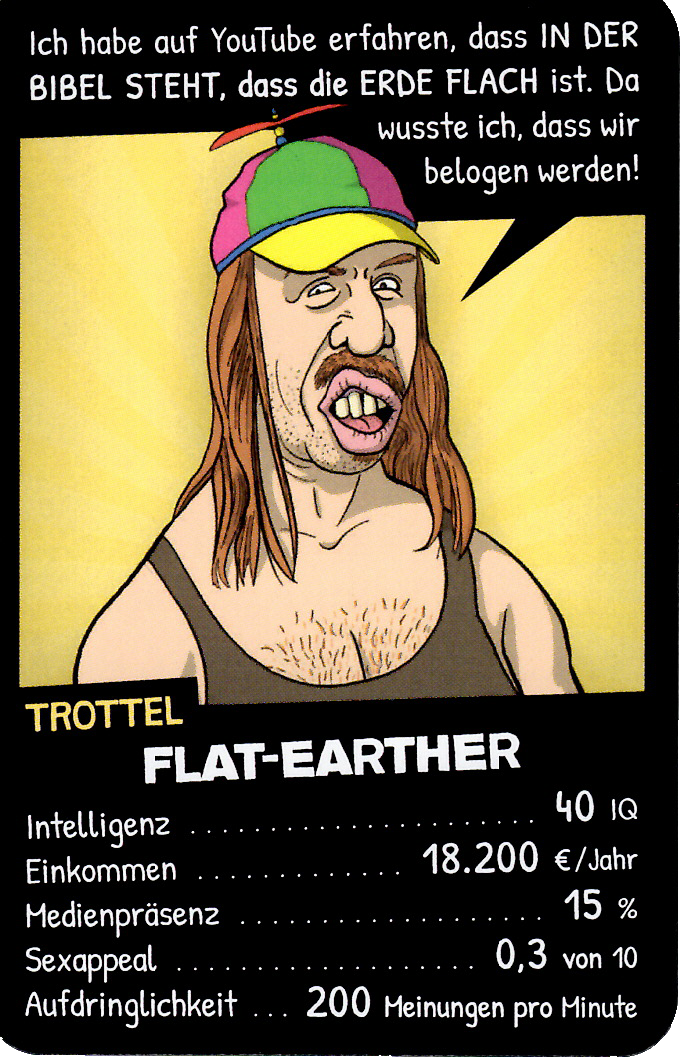 Ich habe auf YouTube erfahren, dass IN DER
BIBEL STEHT, dass die ERDE FLACH ist. Da
wusste ich, dass wir
belogen werden!
TROTTEL
FLAT-EARTHER
Intelligenz ...................... 40 IQ
Einkommen ............. 18.200 €/Jahr
Medienpräsenz ................... 15 %
Sexappeal ................... 0,3 von 10
Aufdringlichkeit ... 200 Meinungen pro Minute